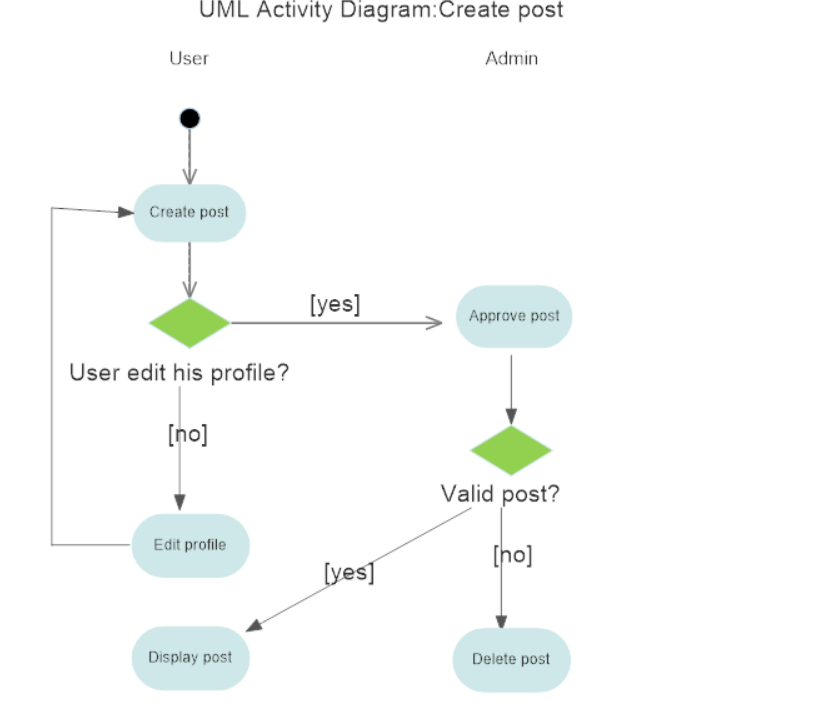 UML Activity Diagram:Create post
User
Admin
Create post
[yes]
Approve post
User edit his profile?
[no]
Valid post?
Edit profile
[no]
[yes]
Display post
Delete post